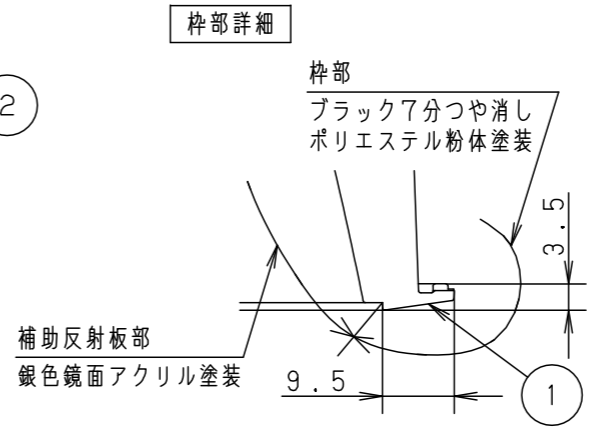 枠部詳細
2
枠部
ブラック7分つや消し
ポリエステル粉体塗装
3.5
補助反射板部
銀色鏡面アクリル塗装
9.5
1